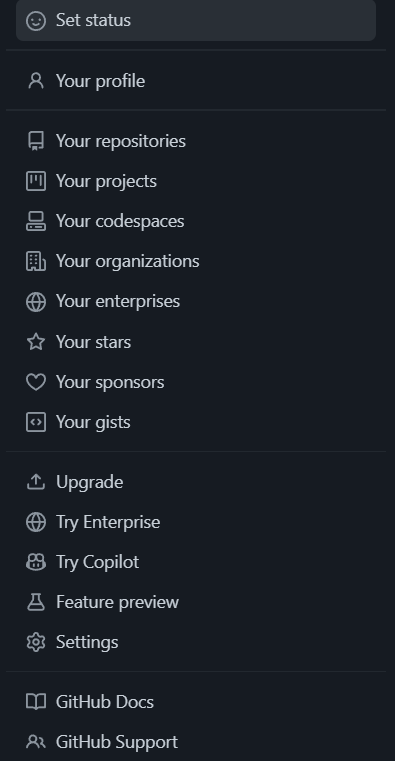 Set status
Your profile
Your repositories
Your projects
Your codespaces
Your organizations
Your enterprises
Your stars
Your sponsors
Your gists
Upgrade
Try Enterprise
Try Copilot
Feature preview
Settings
GitHub Docs
GitHub Support